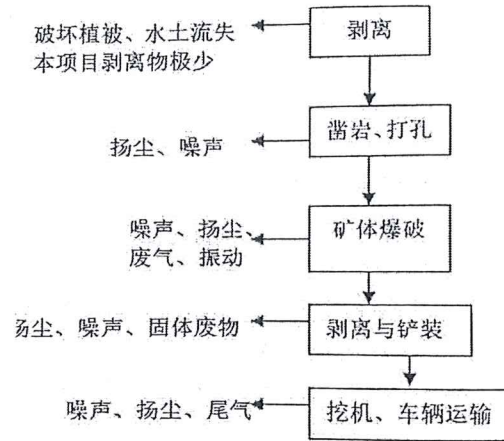 破坏植被、水土流失
本项目剥离物极少
剥离
凿岩、打孔
扬尘、噪声
矿体爆破
噪声、扬尘、
废气、振动
剥离与铲装
扬尘、噪声、固体废物
挖机、车辆运输
噪声、扬尘、尾气